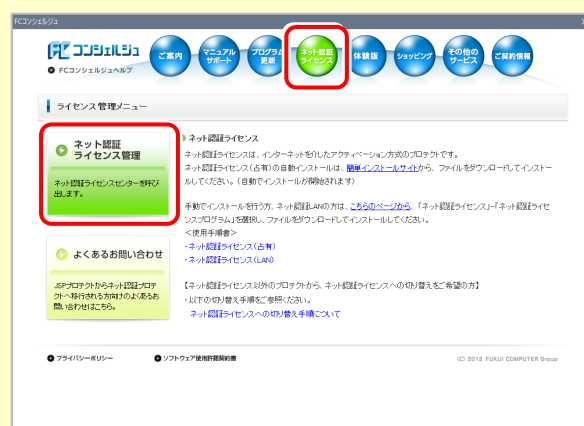 FCコンシェルジュ
FC コンシェルジュ
FCコンシェルジュヘルプ
ご案内
マニュアル
サポート
プログラム
更新
ネット認証
ライセンス
体験版
ショッピング
その他の
サービス
ご契約情報
ライセンス管理メニュー
ネット認証
ライセンス管理
ネット認証ライセンスセンターを呼び
出します。
よくあるお問い合わせ
JSPプロテクトからネット認証プロテ
クトへ移行される方向けのよくあるお
問い合わせはこちら。
ネット認証ライセンス
ネット認証ライセンスは、インターネットを介したアクティベーション方式のプロテクトです。
ネット認証ライセンス(占有)の自動インストールは、簡単インストールサイトから、ファイルをダウンロードしてインストー
ルしてください。(自動でインストールが開始されます)
手動でインストールを行う方、ネット認証LANの方は、こちらのページから、「ネット認証ライセンス」-「ネット認証ライセ
ンスプログラム」を選択し、ファイルをダウンロードしてインストールしてください。
<使用手順書>
・ネット認証ライセンス(占有)
・ネット認証ライセンス(LAN)
【ネット認証ライセンス以外のプロテクトから、ネット認証ライセンスへの切り替えをご希望の方】
・以下の切り替え手順をご参照ください。
ネット認証ライセンスへの切り替え手順について
プライバシーポリシー
ソフトウェア使用許諾契約書
(C) 2012 FUKUI COMPUTER Group